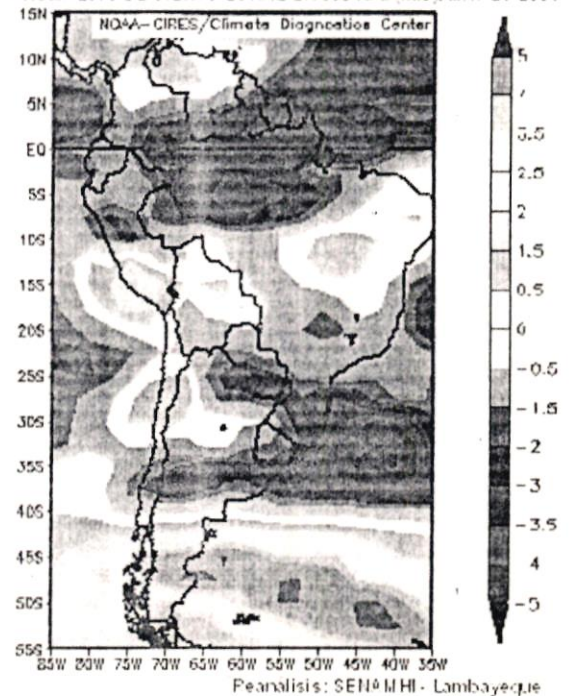 NOAA-CIRES/Climate Diagnostics Center
15N
10N
5N
EQ
5S
10S
15S
20S
25S
30S
35S
40S
45S
50S
55S
85W 80W 75W 70W 65W 60W 55W 50W 45W 40W 35W
5
4
3.5
2.5
2
1.5
0.5
0
-0.5
-1.5
-2
-3
-3.5
4
-5
Peanalisis: SENAMHI - Lambayeque